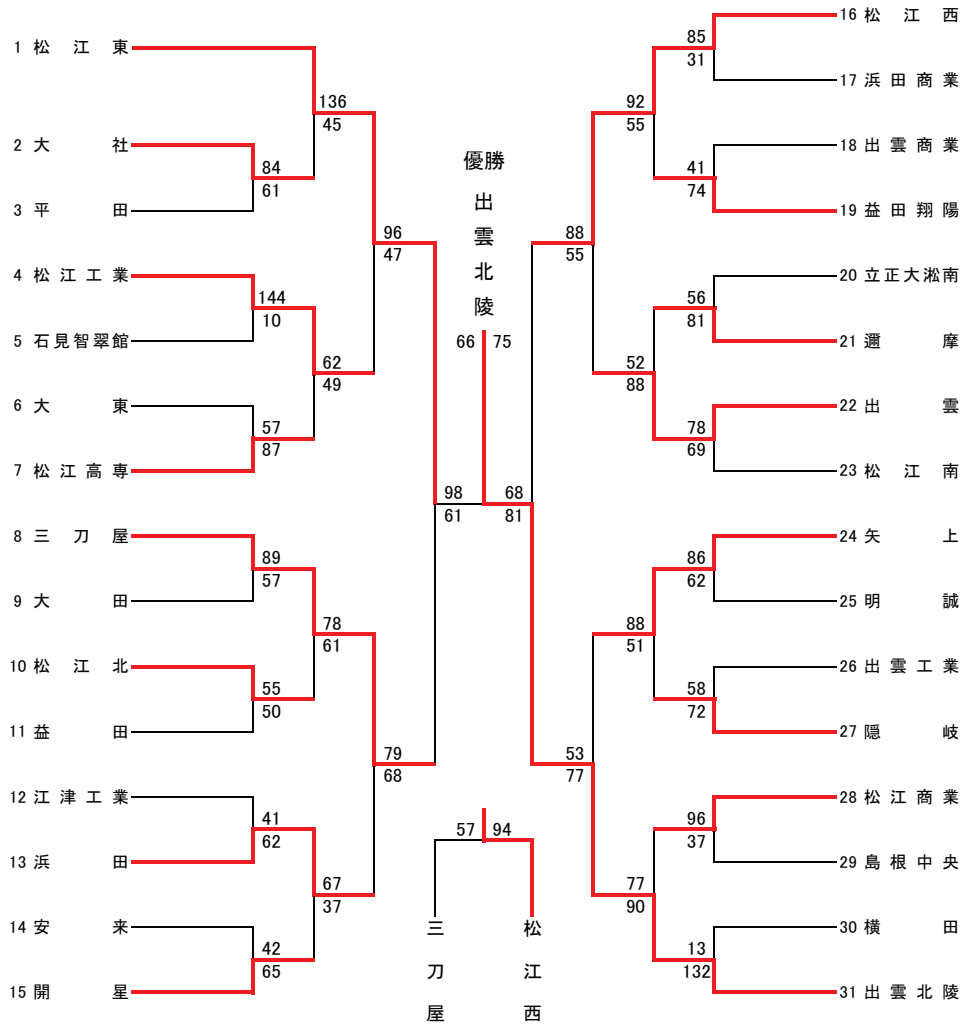 1 松江東
2 大社
3 平田
4 松江工業
5 石見智翠館
6 大東
7 松江高専
8 三刀屋
9 大田
10 松江北
11 益田
12 江津工業
13 浜田
14 安来
15 開星
84
61
144
10
57
87
89
57
55
50
41
62
42
65
136
45
62
49
78
61
67
37
96
47
79
68
98
61
優勝
出雲北陵
66 75
57 94
三刀屋
松江西
68
81
88
55
53
77
92
55
52
88
88
51
77
90
85
31
41
74
56
81
78
69
86
62
58
72
96
37
13
132
16 松江西
17 浜田商業
18 出雲商業
19 益田翔陽
20 立正大淞南
21 邇摩
22 出雲
23 松江南
24 矢上
25 明誠
26 出雲工業
27 隠岐
28 松江商業
29 島根中央
30 横田
31 出雲北陵